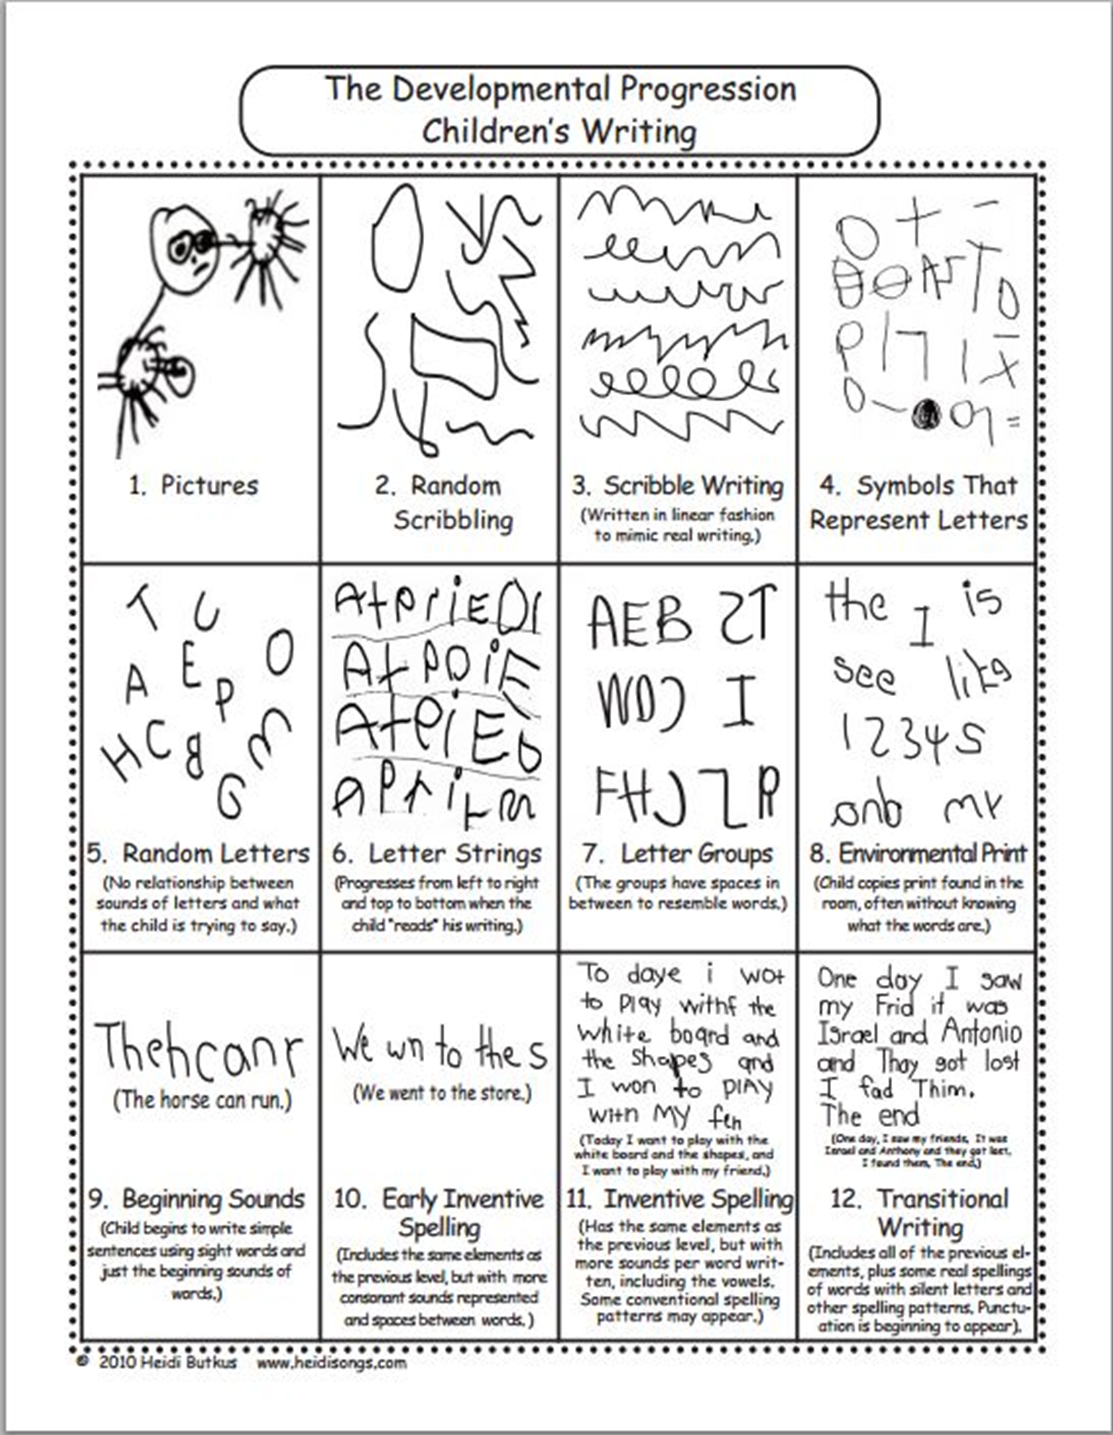 The Developmental Progression
Children's Writing
1. Pictures
2. Random
Scribbling
3. Scribble Writing
(Written in linear fashion
to mimic real writing.)
4. Symbols That
Represent Letters
T U
A E P O
H C B G m
5. Random Letters
(No relationship between
sounds of letters and what
the child is trying to say.)
AtpriEDI
AtpDiE
AtpiEb
6. Letter Strings
(Progresses from left to right
and top to bottom when the
child "reads" his writing.)
AEB
I
7. Letter Groups
(The groups have spaces in
between to resemble words.)
the I is
see like
12345
and my
8. Environmental Print
(Child copies print found in the
room, often without knowing
what the words are.)
Thehcanr
(The horse can run.)
9. Beginning Sounds
(Child begins to write simple
sentences using sight words and
just the beginning sounds of
words.)
We wn to the s
(We went to the store.)
10. Early Inventive
Spelling
(Includes the same elements as
the previous level, but with more
consonant sounds represented
and spaces between words. )
To daye i wot
to Play withf the
white board and
the Shapes and
I won to PlAY
with MY fen
(Today I want to play with the
white board and the shapes, and
I want to play with my friend.)
11. Inventive Spelling
(Has the same elements as
the previous level, but with
more sounds per word writ-
ten, including the vowels.
Some conventional spelling
patterns may appear.)
One day I saw
my Frid it was
Israel and Antonio
and Thay got lost
I fad Thim.
The end
(One day, I saw my friends. It was
Israel and Anthony and they got lost.
I found them. The end.)
12. Transitional
Writing
(Includes all of the previous el-
ements, plus some real spellings
of words with silent letters and
other spelling patterns. Punctu-
ation is beginning to appear).
© 2010 Heidi Butkus www.heidisongs.com